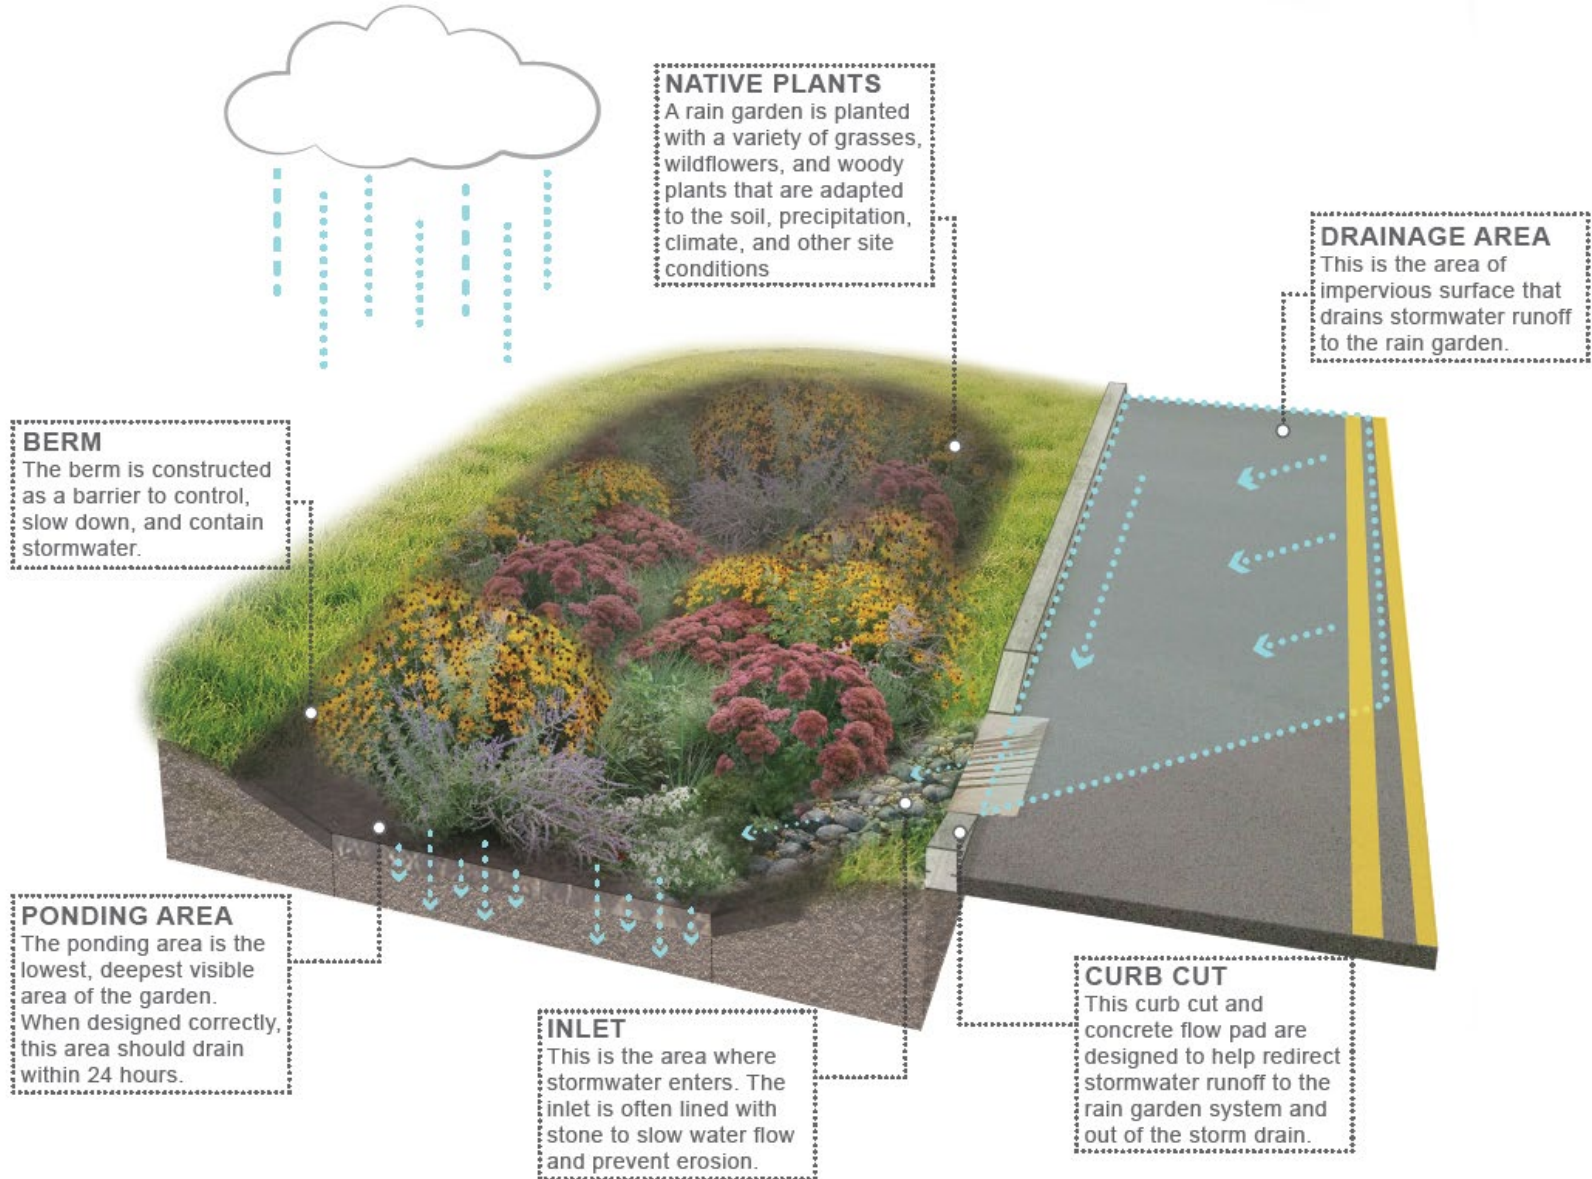 NATIVE PLANTS
A rain garden is planted
with a variety of grasses,
wildflowers, and woody
plants that are adapted
to the soil, precipitation,
climate, and other site
conditions
DRAINAGE AREA
This is the area of
impervious surface that
drains stormwater runoff
to the rain garden.
BERM
The berm is constructed
as a barrier to control,
slow down, and contain
stormwater.
PONDING AREA
The ponding area is the
lowest, deepest visible
area of the garden.
When designed correctly,
this area should drain
within 24 hours.
INLET
This is the area where
stormwater enters. The
inlet is often lined with
stone to slow water flow
and prevent erosion.
CURB CUT
This curb cut and
concrete flow pad are
designed to help redirect
stormwater runoff to the
rain garden system and
out of the storm drain.